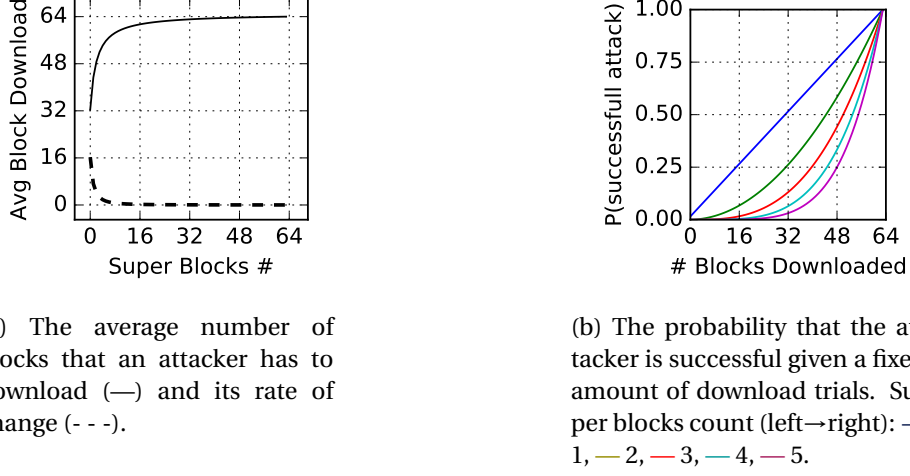 Avg Block Download
64
48
32
16
0
0 16 32 48 64
Super Blocks #
P(successfull attack)
1.00
0.75
0.50
0.25
0.00
0 16 32 48 64
# Blocks Downloaded
) The average number of
ocks that an attacker has to
ownload (—) and its rate of
ange (- - -).
(b) The probability that the a
tacker is successful given a fixe
amount of download trials. Su
per blocks count (left→right): –
1, — 2, — 3, — 4, — 5.